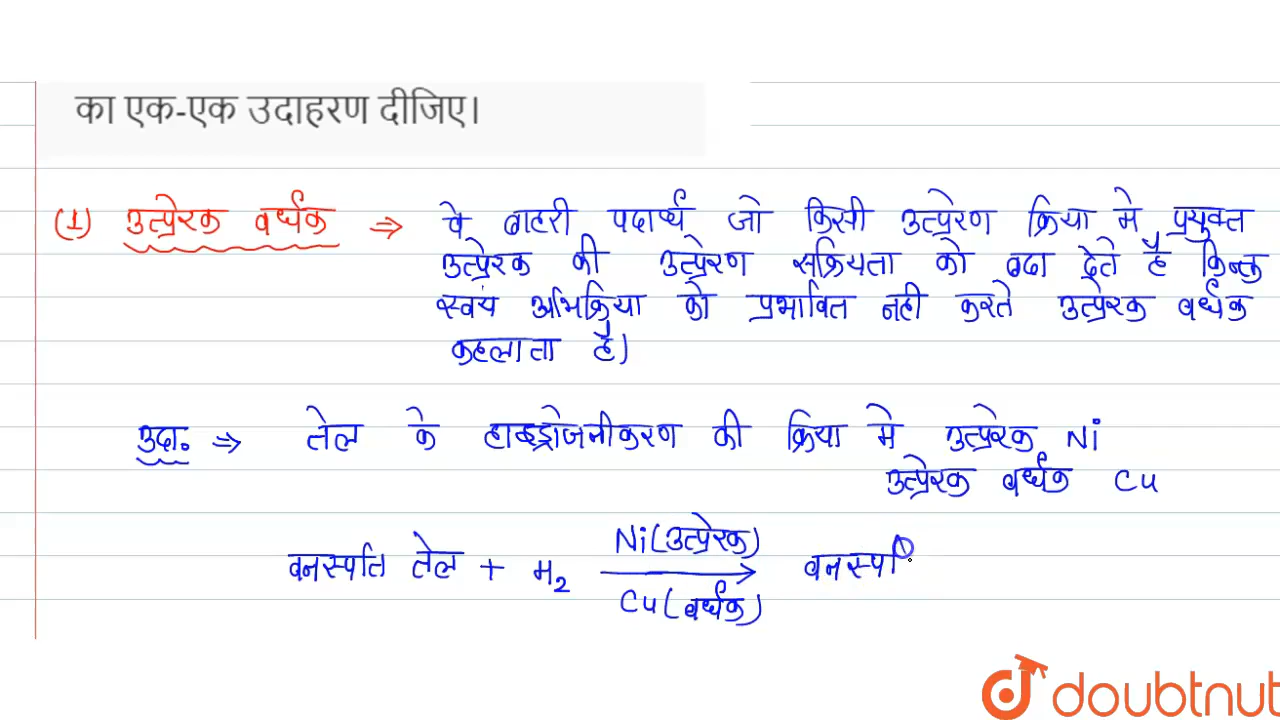 का एक-एक उदाहरण दीजिए।
(1) उत्प्रेरक वर्धक ⇒ वे बाहरी पदार्थ जो किसी उत्प्रेरण क्रिया मे प्रयुक्त
उत्प्रेरक की उत्प्रेरण सक्रियता को बढा देते है किन्तु
स्वयं अभिक्रिया को प्रभावित नही करते उत्प्रेरक वर्धक
कहलाता है।
उदा. ⇒ तेल के हाइड्रोजनीकरण की क्रिया मे उत्प्रेरक Ni
उत्प्रेरक वर्धक Cu
Ni(उत्प्रेरक)
वनस्पति तेल + H2 ⟶ वनस्पि
Cu(वर्धक)
doubtnut